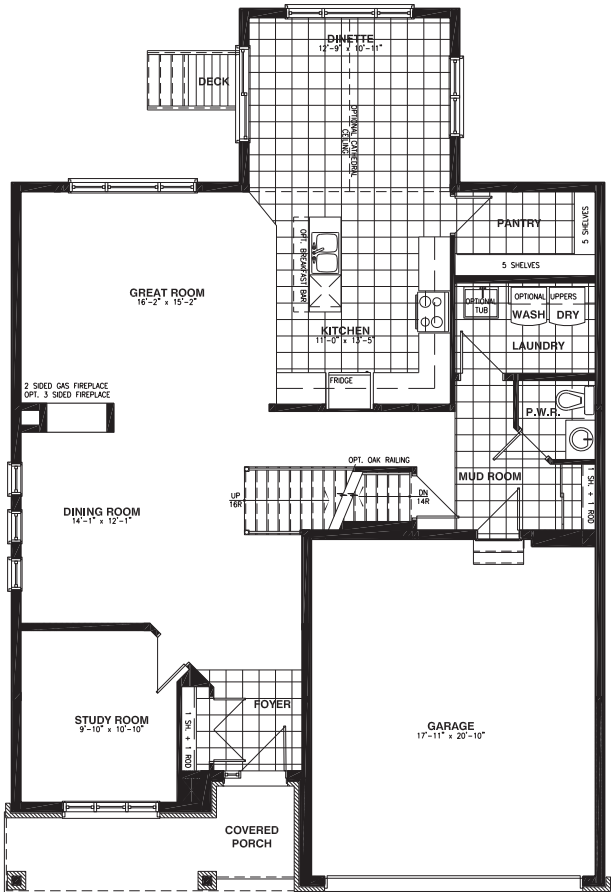 DINETTE
12'-9" x 10'-11"
DECK
OPTIONAL CATHEDRAL
CEILING
PANTRY
5 SHELVES
5 SHELVES
OPT. BREAKFAST BAR
GREAT ROOM
16'-2" x 15'-2"
KITCHEN
11'-0" x 13'-5"
OPTIONAL
TUB
OPTIONAL UPPERS
WASH
DRY
LAUNDRY
FRIDGE
2 SIDED GAS FIREPLACE
OPT. 3 SIDED FIREPLACE
P.W.R.
OPT. OAK RAILING
MUD ROOM
UP
16R
DN
14R
1 SH. + 1 ROD
DINING ROOM
14'-1" x 12'-1"
STUDY ROOM
9'-10" x 10'-10"
1 SH. + 1 ROD
FOYER
GARAGE
17'-11" x 20'-10"
COVERED
PORCH